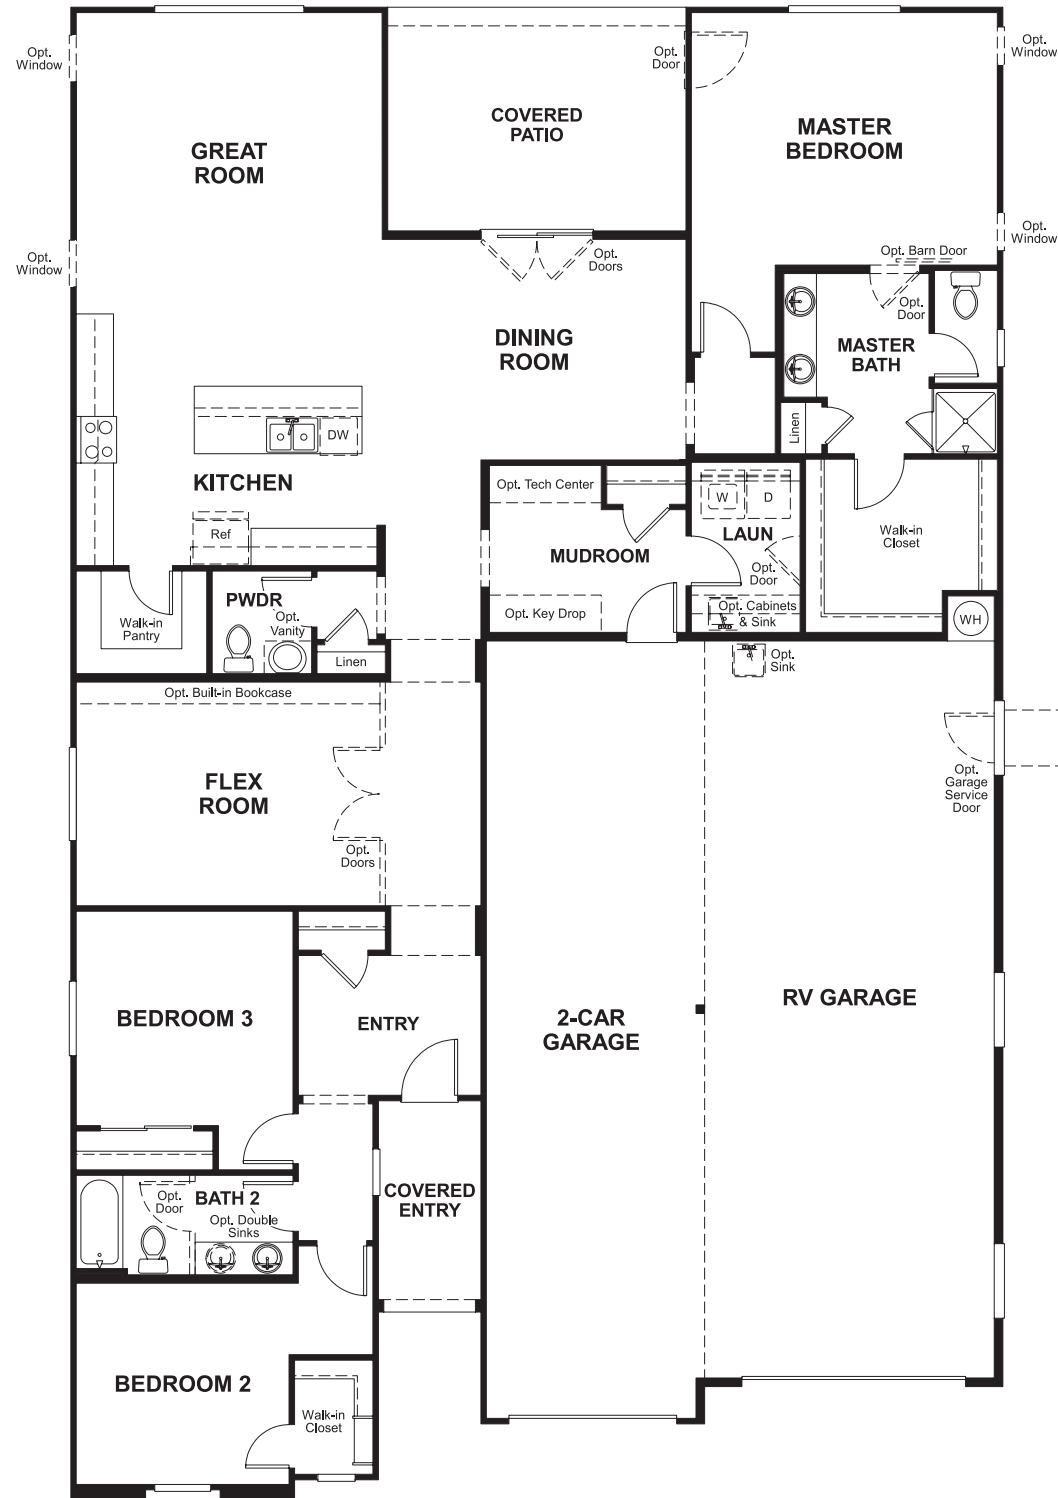 Opt.
Window
GREAT
ROOM
COVERED
PATIO
Opt.
Door
MASTER
BEDROOM
Opt.
Window
Opt.
Window
Opt.
Doors
Opt. Barn Door
Opt.
Window
Opt.
Door
DINING
ROOM
MASTER
BATH
Linen
DW
KITCHEN
Ref
Opt. Tech Center
W
D
LAUN
MUDROOM
Opt.
Door
Walk-in
Closet
PWDR
Opt.
Vanity
Walk-in
Pantry
Linen
Opt. Key Drop
Opt. Cabinets
& Sink
WH
Opt.
Sink
Opt. Built-in Bookcase
FLEX
ROOM
Opt.
Doors
Opt.
Garage
Service
Door
BEDROOM 3
ENTRY
2-CAR
GARAGE
RV GARAGE
Opt.
Door
BATH 2
Opt. Double
Sinks
COVERED
ENTRY
BEDROOM 2
Walk-in
Closet